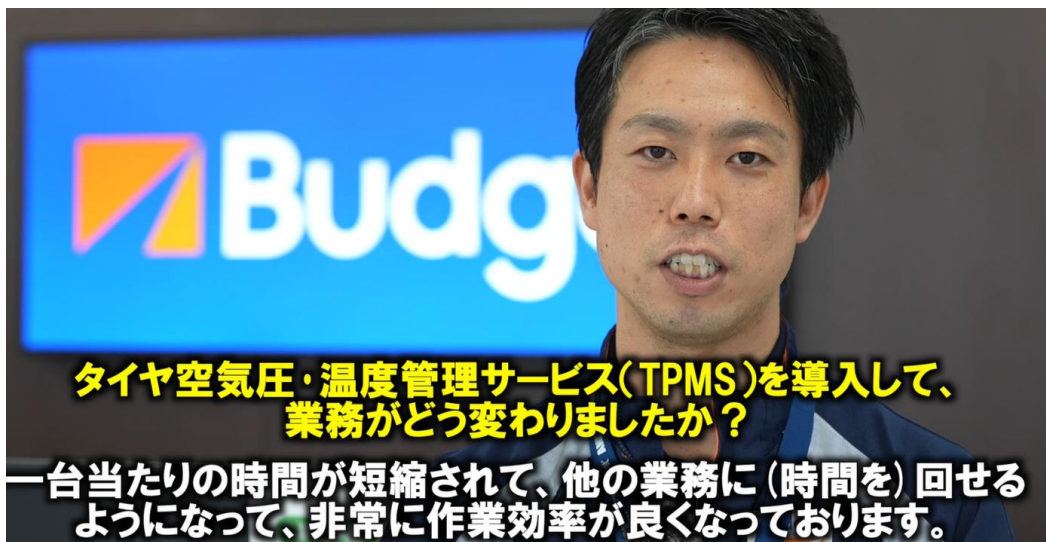 Budg
タイヤ空気圧・温度管理サービス(TPMS)を導入して、
業務がどう変わりましたか？
一台当たりの時間が短縮されて、他の業務に(時間を)回せる
ようになって、非常に作業効率が良くなっております。